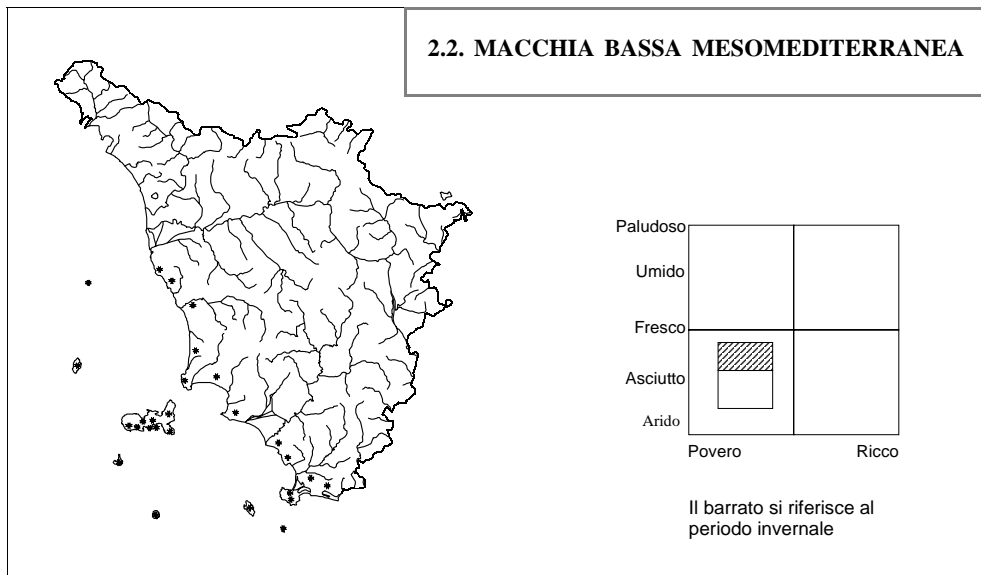 2.2. MACCHIA BASSA MESOMEDITERRANEA
Paludoso
Umido
Fresco
Asciutto
Arido
Povero Ricco
Il barrato si riferisce al
periodo invernale